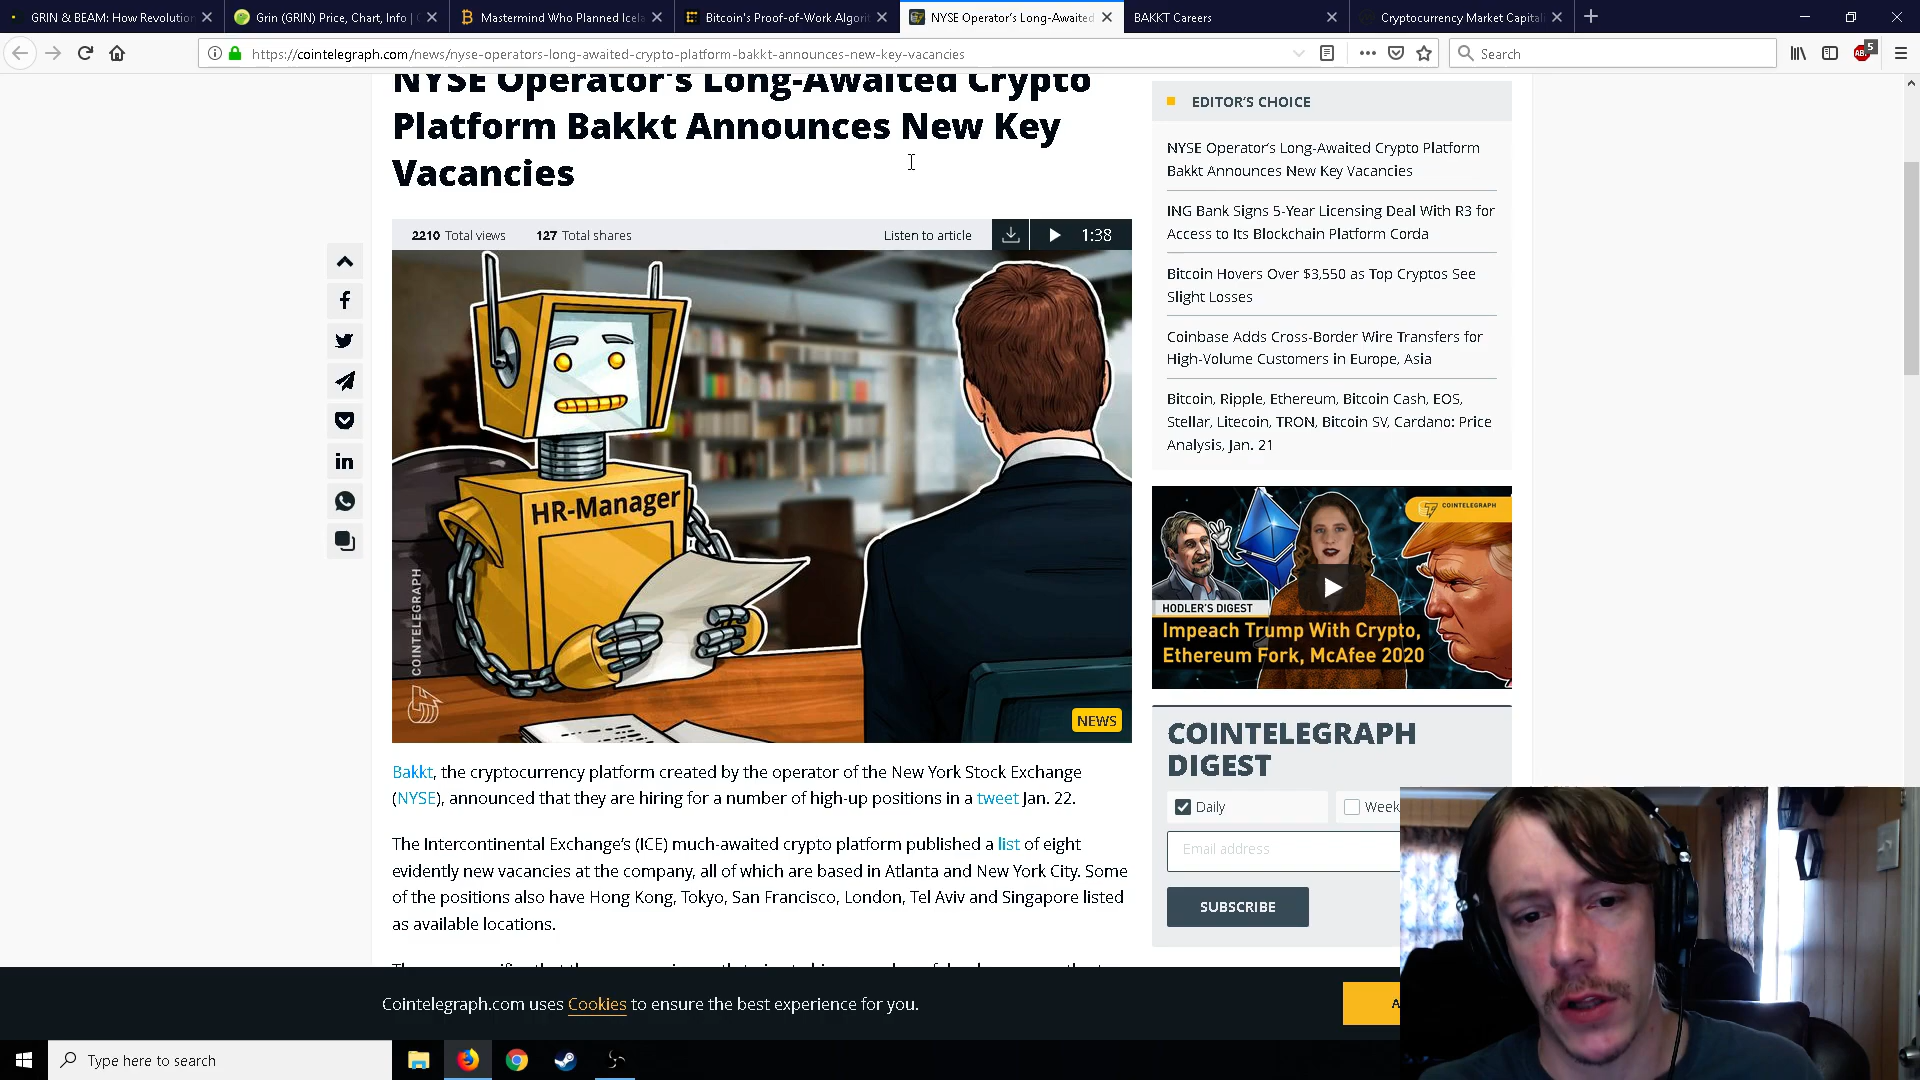 GRIN & BEAM: How Revolution
Grin (GRIN) Price, Chart, Info |
Mastermind Who Planned Icela
Bitcoin's Proof-of-Work Algori
NYSE Operator's Long-Awaited
BAKKT Careers
Cryptocurrency Market Capitali
https://cointelegraph.com/news/nyse-operators-long-awaited-crypto-platform-bakkt-announces-new-key-vacancies
Search
5
NYSE Operator's Long-Awaited Crypto
Platform Bakkt Announces New Key
Vacancies
2210 Total views
127 Total shares
Listen to article
1:38
HR-Manager
COINTELEGRAPH
NEWS
Bakkt, the cryptocurrency platform created by the operator of the New York Stock Exchange
(NYSE), announced that they are hiring for a number of high-up positions in a tweet Jan. 22.
The Intercontinental Exchange's (ICE) much-awaited crypto platform published a list of eight
evidently new vacancies at the company, all of which are based in Atlanta and New York City. Some
of the positions also have Hong Kong, Tokyo, San Francisco, London, Tel Aviv and Singapore listed
as available locations.
EDITOR'S CHOICE
NYSE Operator's Long-Awaited Crypto Platform
Bakkt Announces New Key Vacancies
ING Bank Signs 5-Year Licensing Deal With R3 for
Access to Its Blockchain Platform Corda
Bitcoin Hovers Over $3,550 as Top Cryptos See
Slight Losses
Coinbase Adds Cross-Border Wire Transfers for
High-Volume Customers in Europe, Asia
Bitcoin, Ripple, Ethereum, Bitcoin Cash, EOS,
Stellar, Litecoin, TRON, Bitcoin SV, Cardano: Price
Analysis, Jan. 21
COINTELEGRAPH
HODLER'S DIGEST
Impeach Trump With Crypto,
Ethereum Fork, McAfee 2020
COINTELEGRAPH
DIGEST
Daily
Week
Email address
SUBSCRIBE
Cointelegraph.com uses Cookies to ensure the best experience for you.
A
Type here to search